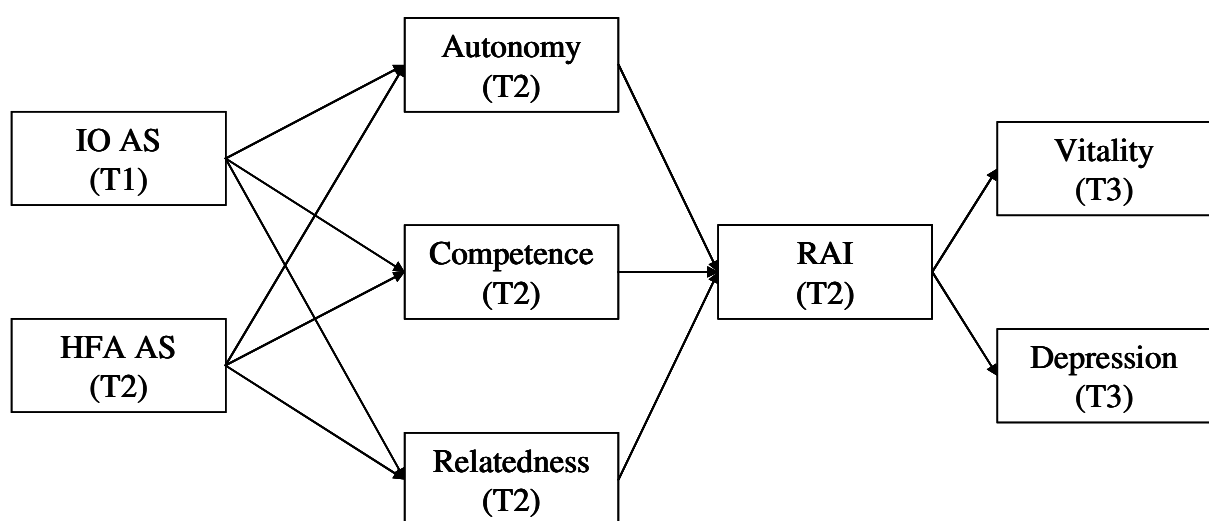 Autonomy
(T2)
IO AS
(T1)
Vitality
(T3)
Competence
(T2)
RAI
(T2)
HFA AS
(T2)
Depression
(T3)
Relatedness
(T2)